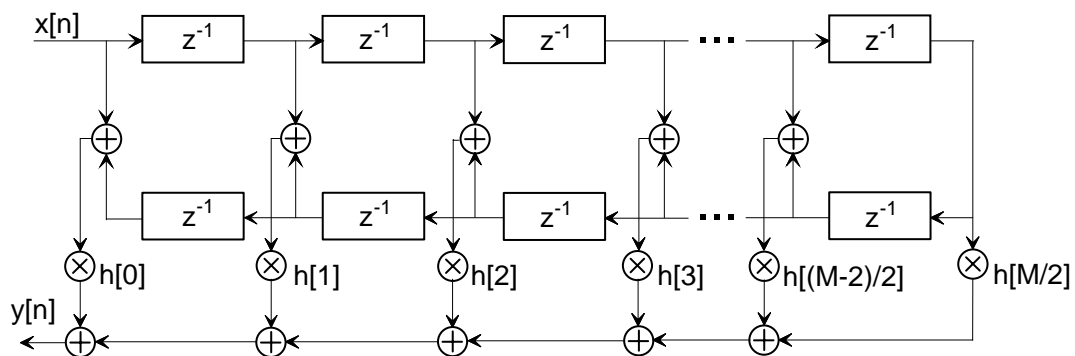 x[n]
z⁻¹ z⁻¹ z⁻¹ ... z⁻¹
z⁻¹ z⁻¹ z⁻¹ ... z⁻¹
h[0] h[1] h[2] h[3] h[(M-2)/2] h[M/2]
y[n]